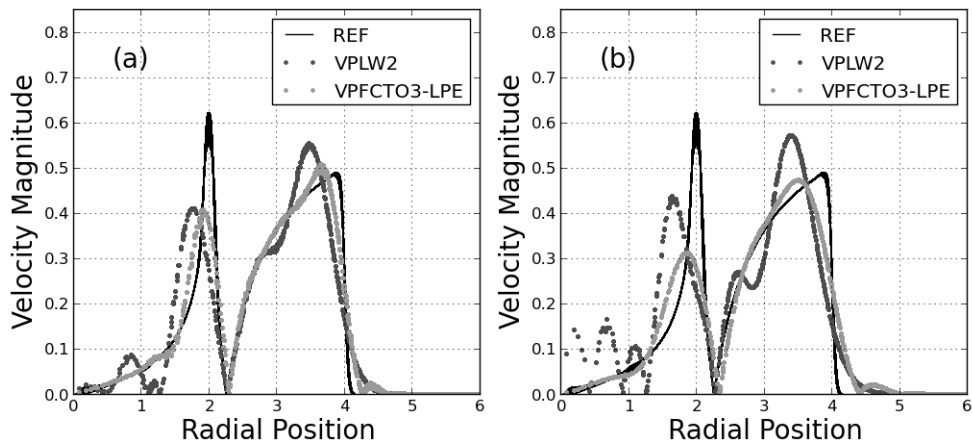 (a)
REF
VPLW2
VPFCTO3-LPE
Velocity Magnitude
0.8
0.7
0.6
0.5
0.4
0.3
0.2
0.1
0.0
0 1 2 3 4 5 6
Radial Position
(b)
REF
VPLW2
VPFCTO3-LPE
Velocity Magnitude
0.8
0.7
0.6
0.5
0.4
0.3
0.2
0.1
0.0
0 1 2 3 4 5 6
Radial Position